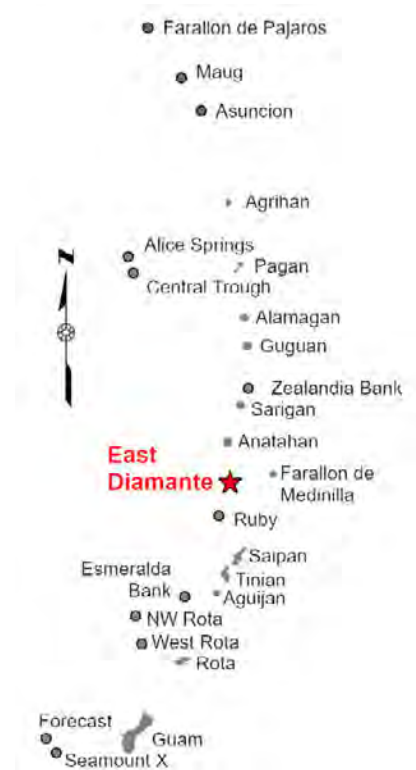 Farallon de Pajaros
Maug
Asuncion
Agrihan
Alice Springs
Pagan
Central Trough
N
Alamagan
Guguan
Zealandia Bank
Sarigan
Anatahan
East
Diamante
Farallon de
Medinilla
Ruby
Saipan
Esmeralda
Bank
Tinian
Aguijan
NW Rota
West Rota
Rota
Forecast
Guam
Seamount X